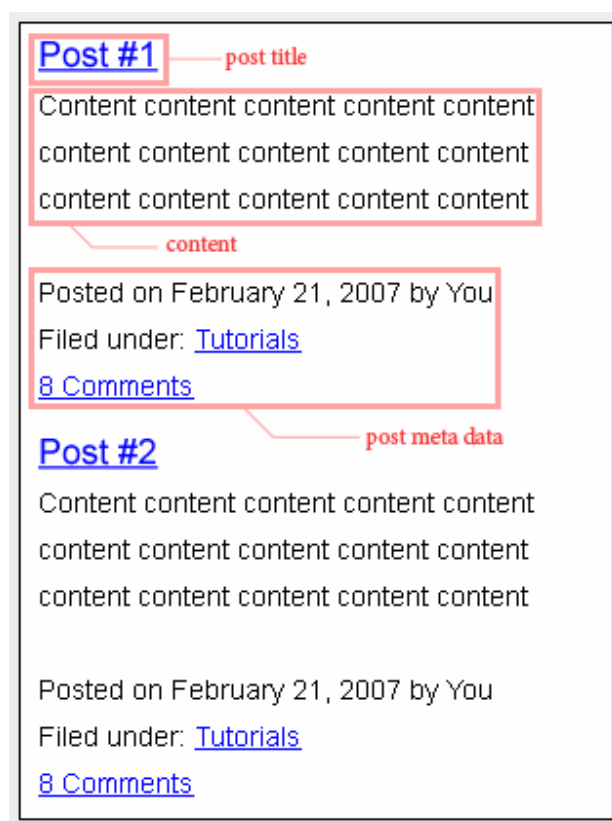 Post #1
post title
Content content content content content
content content content content content
content content content content content
content
Posted on February 21, 2007 by You
Filed under: Tutorials
8 Comments
post meta data
Post #2
Content content content content content
content content content content content
content content content content content
Posted on February 21, 2007 by You
Filed under: Tutorials
8 Comments